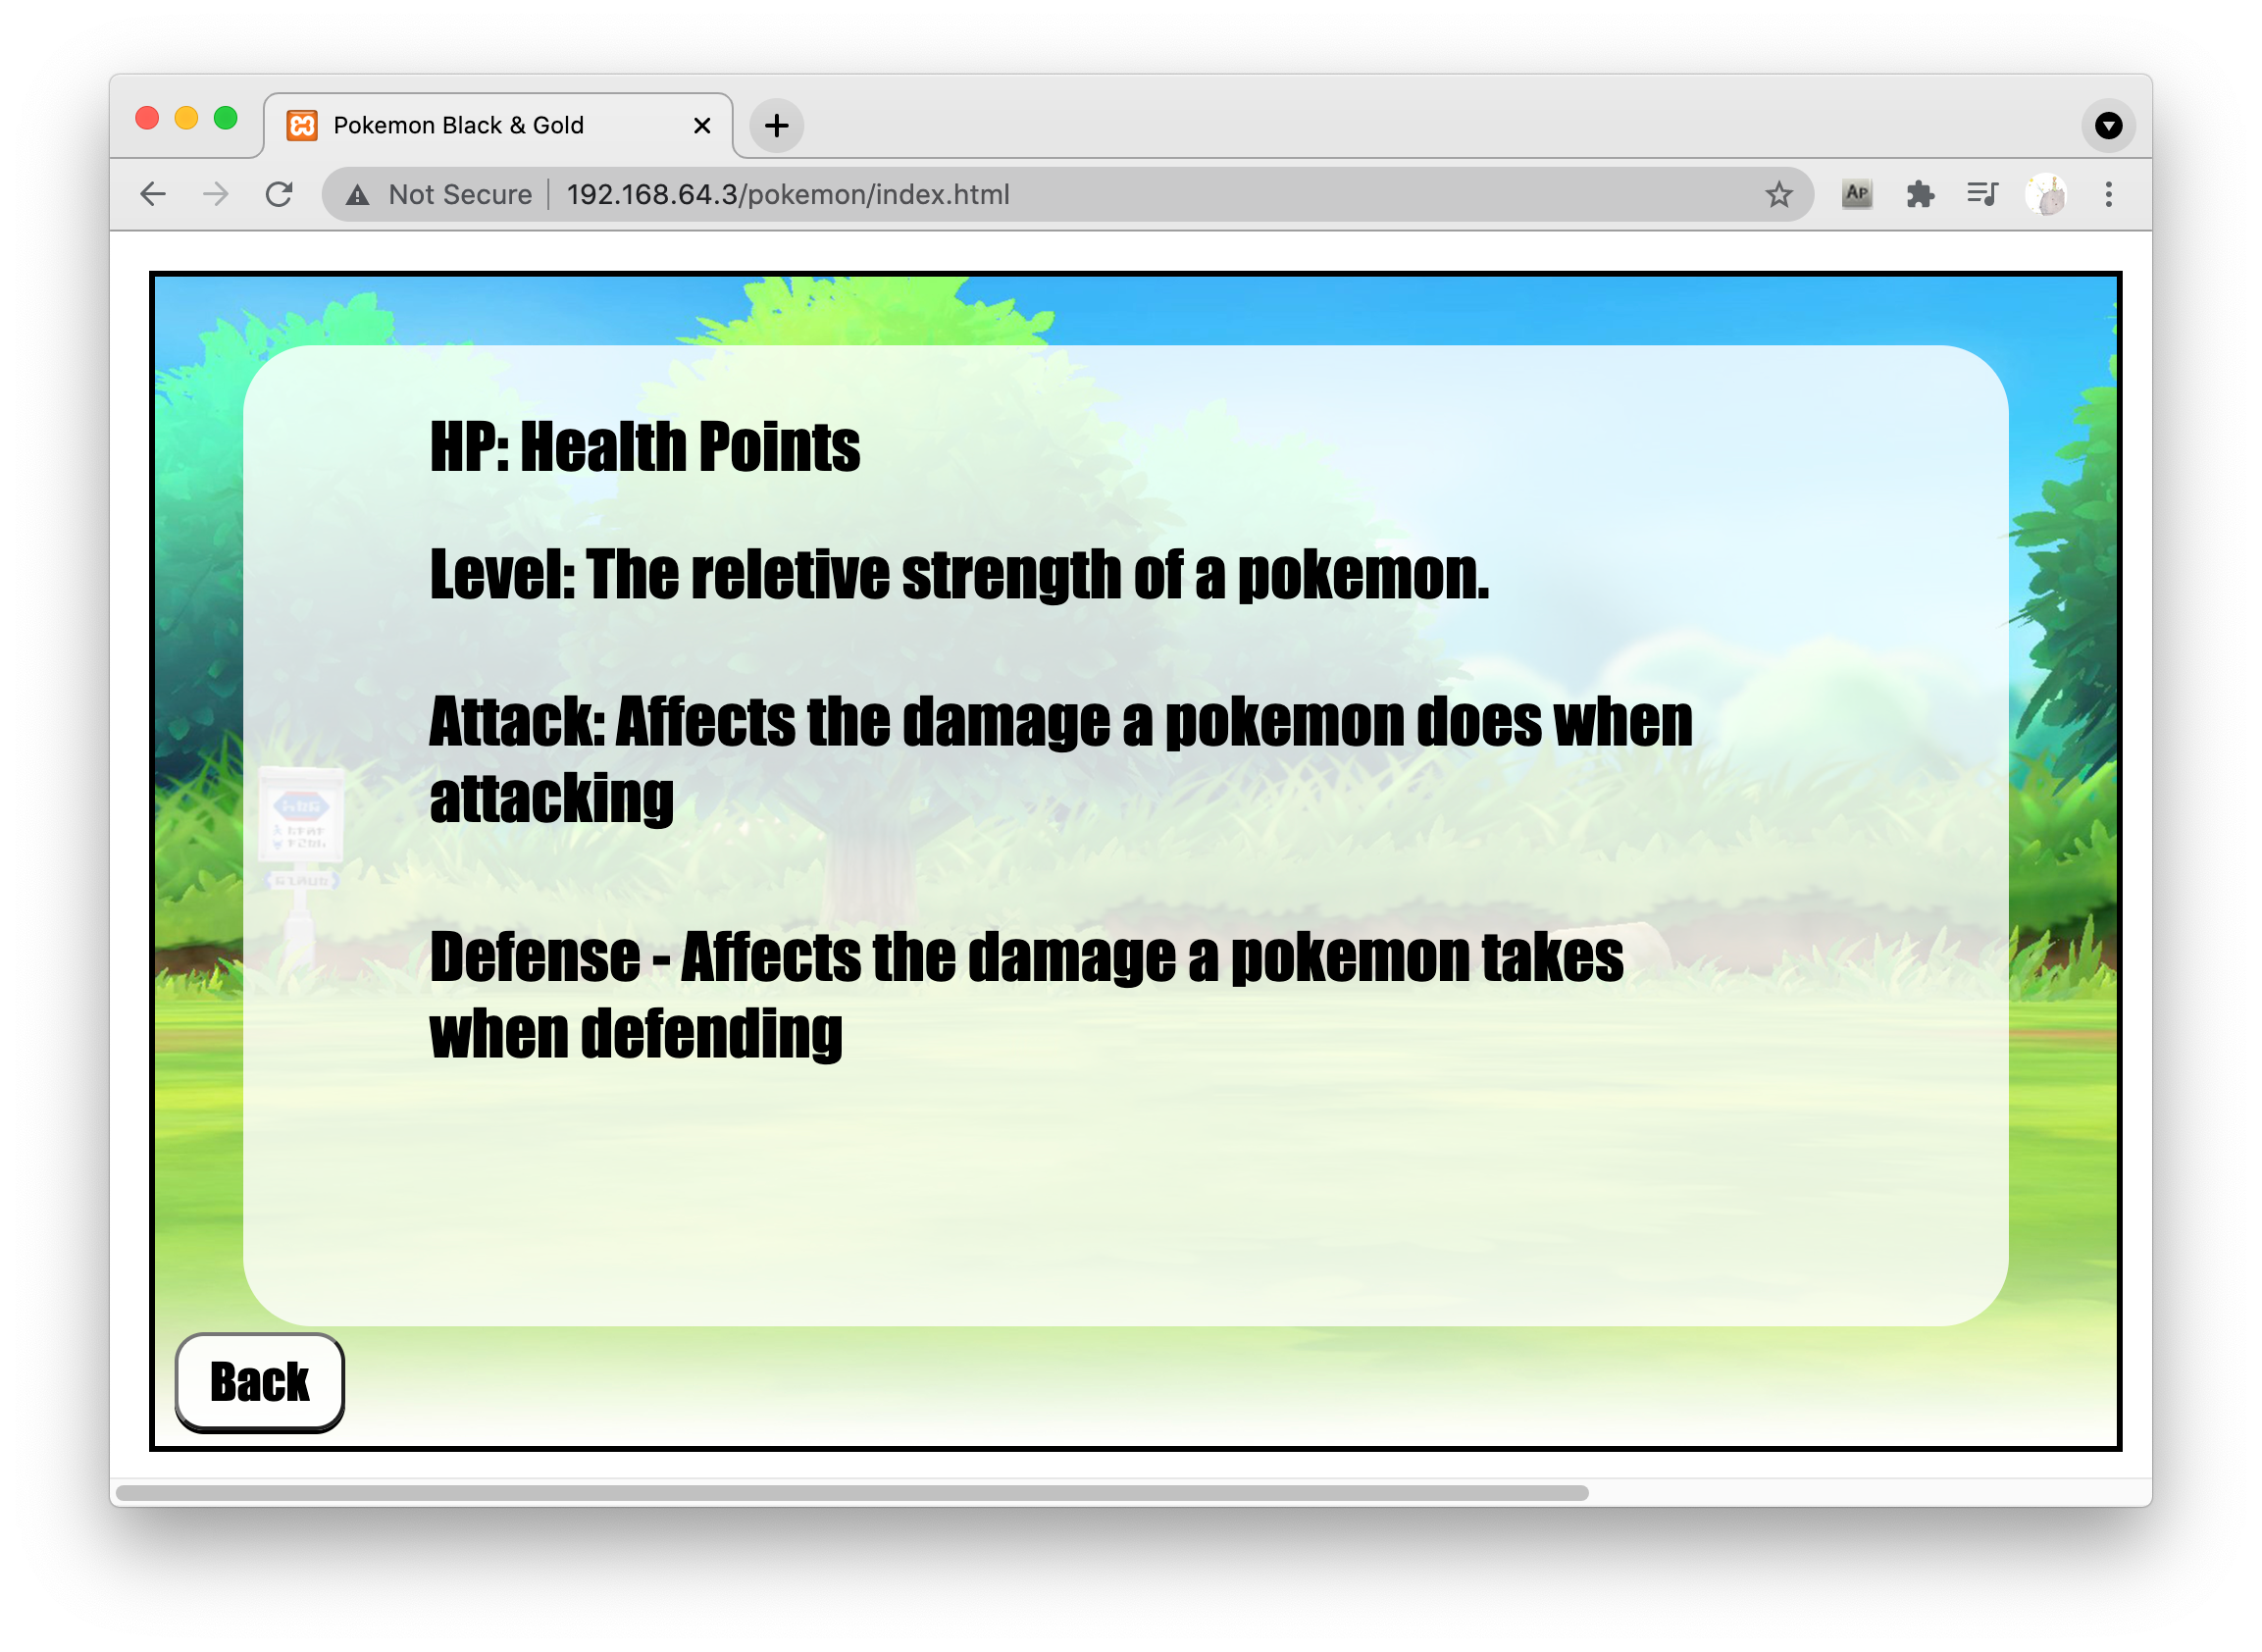 Pokemon Black & Gold
Not Secure 192.168.64.3/pokemon/index.html
AP
HP: Health Points
Level: The reletive strength of a pokemon.
Attack: Affects the damage a pokemon does when
attacking
Defense - Affects the damage a pokemon takes
when defending
Back